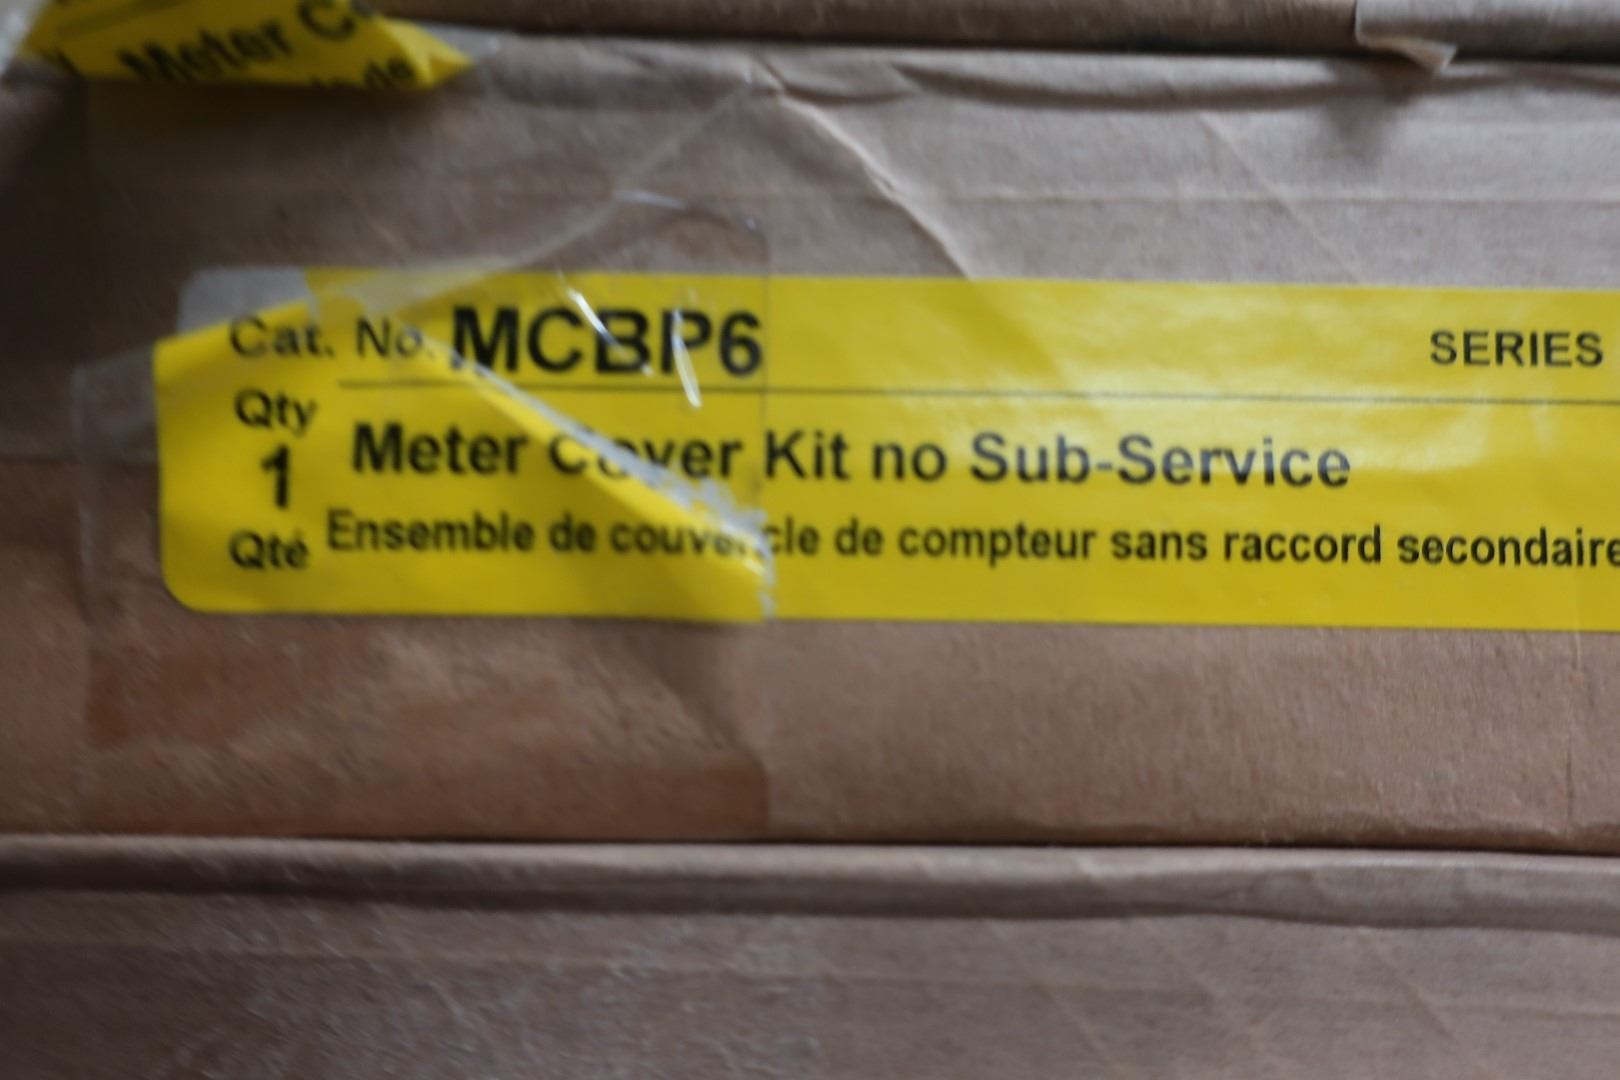 Meter C
Cat. No. MCBP6 SERIES
Qty
1 Meter Cover Kit no Sub-Service
Qté Ensemble de couvercle de compteur sans raccord secondaire